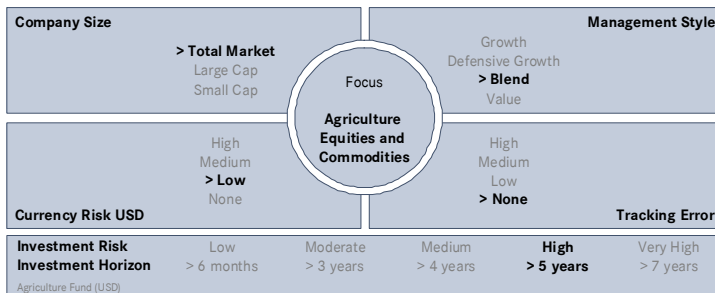 Company Size
> Total Market
Large Cap
Small Cap
Management Style
Growth
Defensive Growth
> Blend
Value
Focus
Agriculture
Equities and
Commodities
High
Medium
> Low
None
Currency Risk USD
High
Medium
Low
> None
Tracking Error
Investment Risk Low Moderate Medium High Very High
Investment Horizon > 6 months > 3 years > 4 years > 5 years > 7 years
Agriculture Fund (USD)